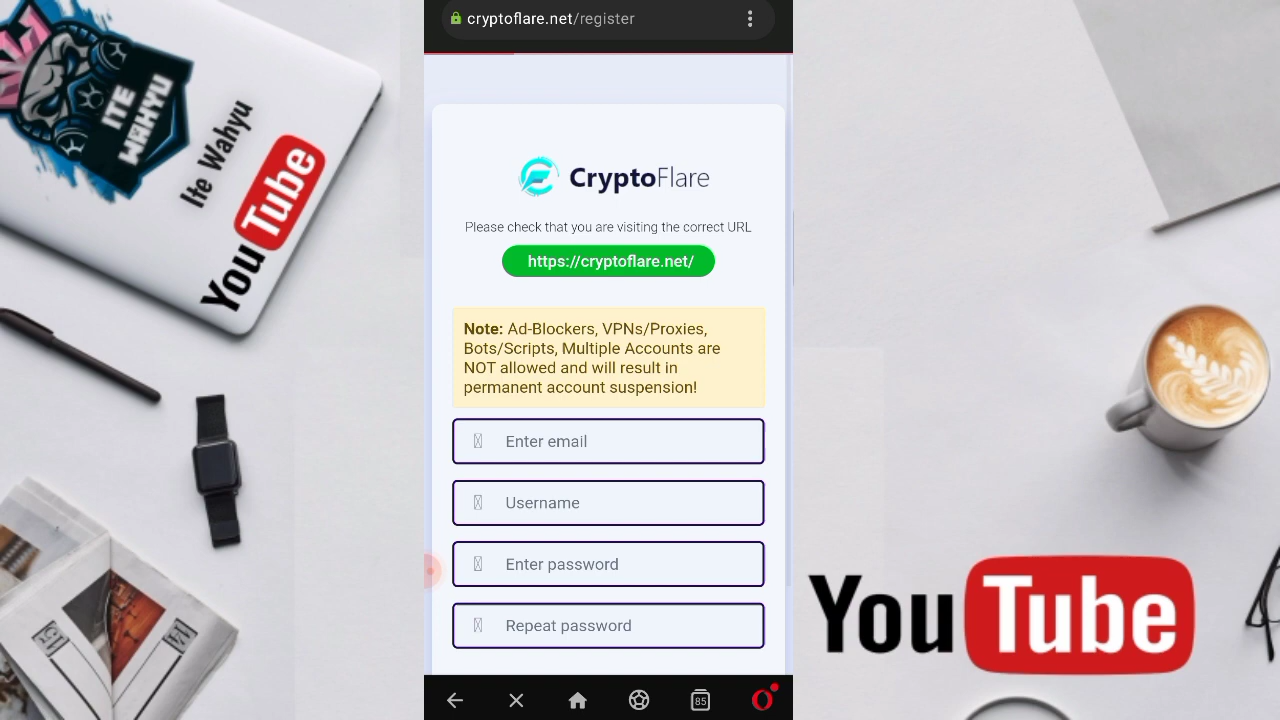 ITE
WAHYU
Ite Wahyu
YouTube
cryptoflare.net/register
CryptoFlare
Please check that you are visiting the correct URL
https://cryptoflare.net/
Note: Ad-Blockers, VPNs/Proxies,
Bots/Scripts, Multiple Accounts are
NOT allowed and will result in
permanent account suspension!
Enter email
Username
Enter password
Repeat password
85
YouTube